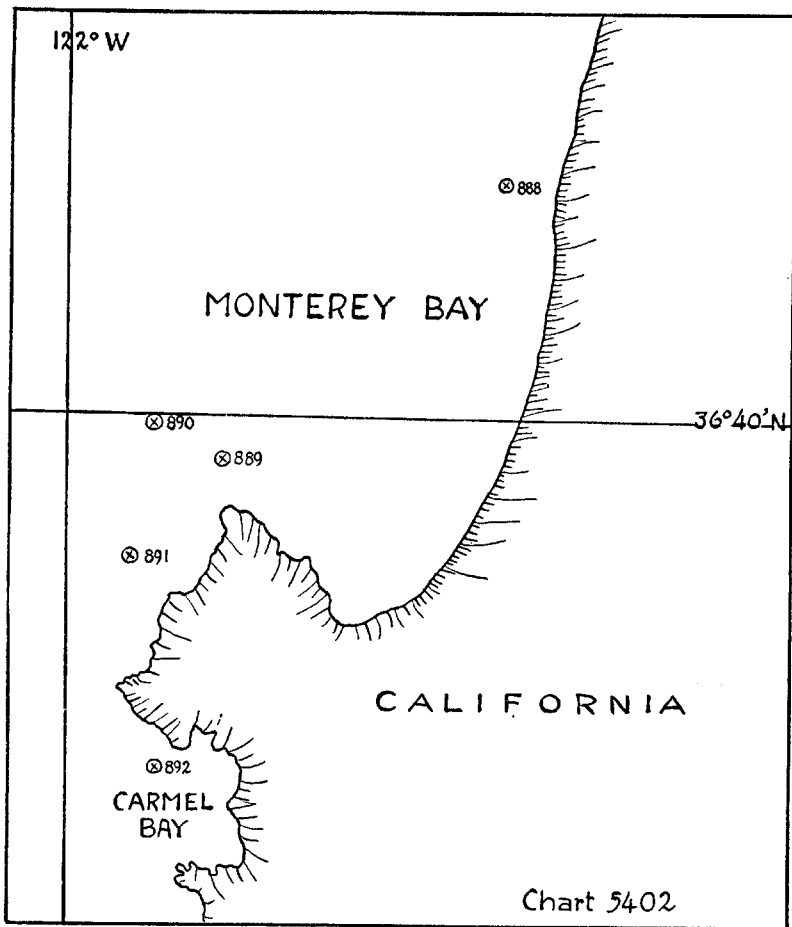 122° W
888
MONTEREY BAY
890
36°40'N
889
891
CALIFORNIA
892
CARMEL
BAY
Chart 5402